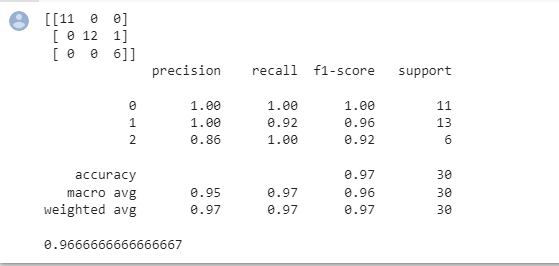 [[11 0 0]
[ 0 12 1]
[ 0 0 6]]
precision recall f1-score support
0 1.00 1.00 1.00 11
1 1.00 0.92 0.96 13
2 0.86 1.00 0.92 6
accuracy 0.97 30
macro avg 0.95 0.97 0.96 30
weighted avg 0.97 0.97 0.97 30
0.9666666666666667